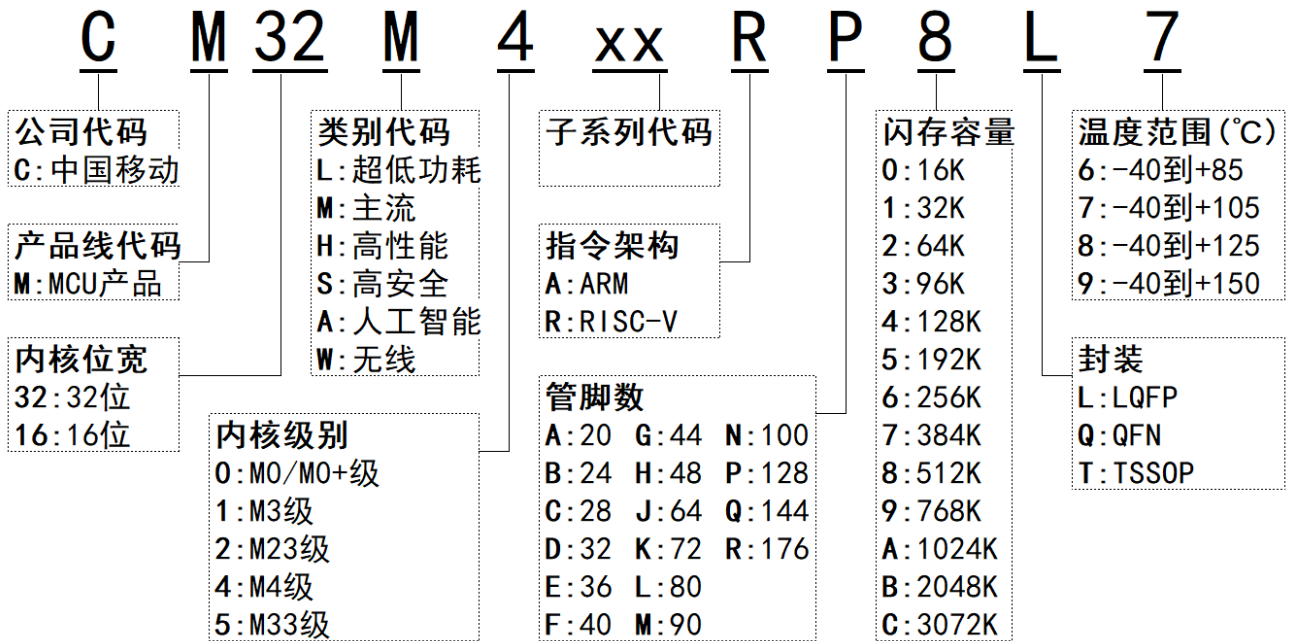 C M 32 M 4 xx R P 8 L 7
公司代码
C:中国移动
产品线代码
M:MCU产品
内核位宽
32:32位
16:16位
类别代码
L:超低功耗
M:主流
H:高性能
S:高安全
A:人工智能
W:无线
内核级别
0:M0/M0+级
1:M3级
2:M23级
4:M4级
5:M33级
子系列代码
指令架构
A:ARM
R:RISC-V
管脚数
A:20 G:44 N:100
B:24 H:48 P:128
C:28 J:64 Q:144
D:32 K:72 R:176
E:36 L:80
F:40 M:90
闪存容量
0:16K
1:32K
2:64K
3:96K
4:128K
5:192K
6:256K
7:384K
8:512K
9:768K
A:1024K
B:2048K
C:3072K
温度范围(℃)
6:-40到+85
7:-40到+105
8:-40到+125
9:-40到+150
封装
L:LQFP
Q:QFN
T:TSSOP